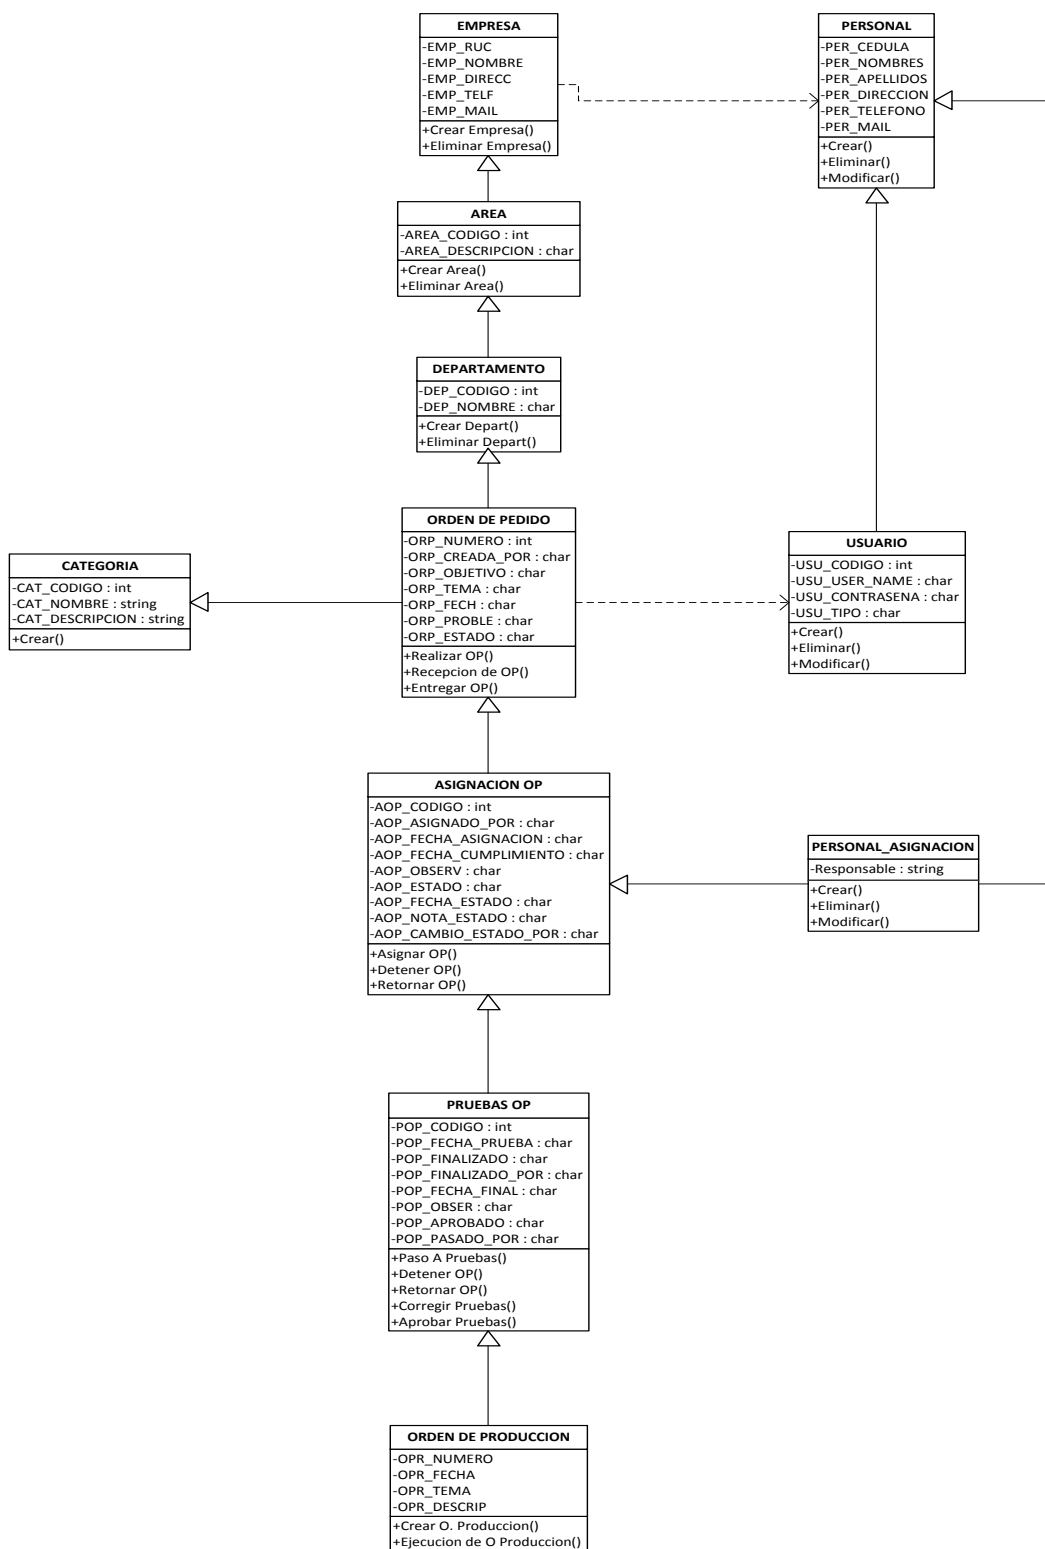 EMPRESA
-EMP_RUC
-EMP_NOMBRE
-EMP_DIRECC
-EMP_TELF
-EMP_MAIL
+Crear Empresa()
+Eliminar Empresa()
PERSONAL
-PER_CEDULA
-PER_NOMBRES
-PER_APELLIDOS
-PER_DIRECCION
-PER_TELEFONO
-PER_MAIL
+Crear()
+Eliminar()
+Modificar()
AREA
-AREA_CODIGO : int
-AREA_DESCRIPCION : char
+Crear Area()
+Eliminar Area()
DEPARTAMENTO
-DEP_CODIGO : int
-DEP_NOMBRE : char
+Crear Depart()
+Eliminar Depart()
CATEGORIA
-CAT_CODIGO : int
-CAT_NOMBRE : string
-CAT_DESCRIPCION : string
+Crear()
ORDEN DE PEDIDO
-ORP_NUMERO : int
-ORP_CREADA_POR : char
-ORP_OBJETIVO : char
-ORP_TEMA : char
-ORP_FECH : char
-ORP_PROBLE : char
-ORP_ESTADO : char
+Realizar OP()
+Recepcion de OP()
+Entregar OP()
USUARIO
-USU_CODIGO : int
-USU_USER_NAME : char
-USU_CONTRASENA : char
-USU_TIPO : char
+Crear()
+Eliminar()
+Modificar()
ASIGNACION OP
-AOP_CODIGO : int
-AOP_ASIGNADO_POR : char
-AOP_FECHA_ASIGNACION : char
-AOP_FECHA_CUMPLIMIENTO : char
-AOP_OBSERV : char
-AOP_ESTADO : char
-AOP_FECHA_ESTADO : char
-AOP_NOTA_ESTADO : char
-AOP_CAMBIO_ESTADO_POR : char
+Asignar OP()
+Detener OP()
+Retornar OP()
PERSONAL_ASIGNACION
-Responsable : string
+Crear()
+Eliminar()
+Modificar()
PRUEBAS OP
-POP_CODIGO : int
-POP_FECHA_PRUEBA : char
-POP_FINALIZADO : char
-POP_FINALIZADO_POR : char
-POP_FECHA_FINAL : char
-POP_OBSER : char
-POP_APROBADO : char
-POP_PASADO_POR : char
+Paso A Pruebas()
+Detener OP()
+Retornar OP()
+Corregir Pruebas()
+Aprobar Pruebas()
ORDEN DE PRODUCCION
-OPR_NUMERO
-OPR_FECHA
-OPR_TEMA
-OPR_DESCRIP
+Crear O. Produccion()
+Ejecucion de O Produccion()